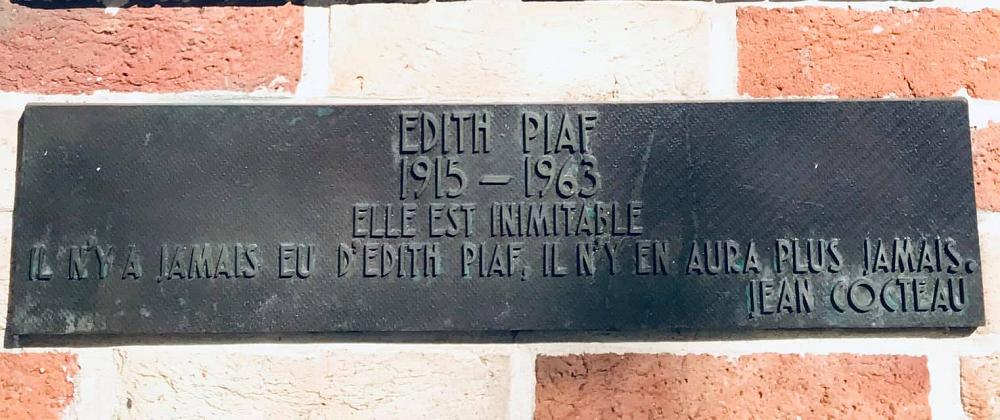 EDITH PIAF
1915 – 1963
ELLE EST INIMITABLE
IL N'Y A JAMAIS EU D'EDITH PIAF, IL N'Y EN AURA PLUS JAMAIS.
JEAN COCTEAU